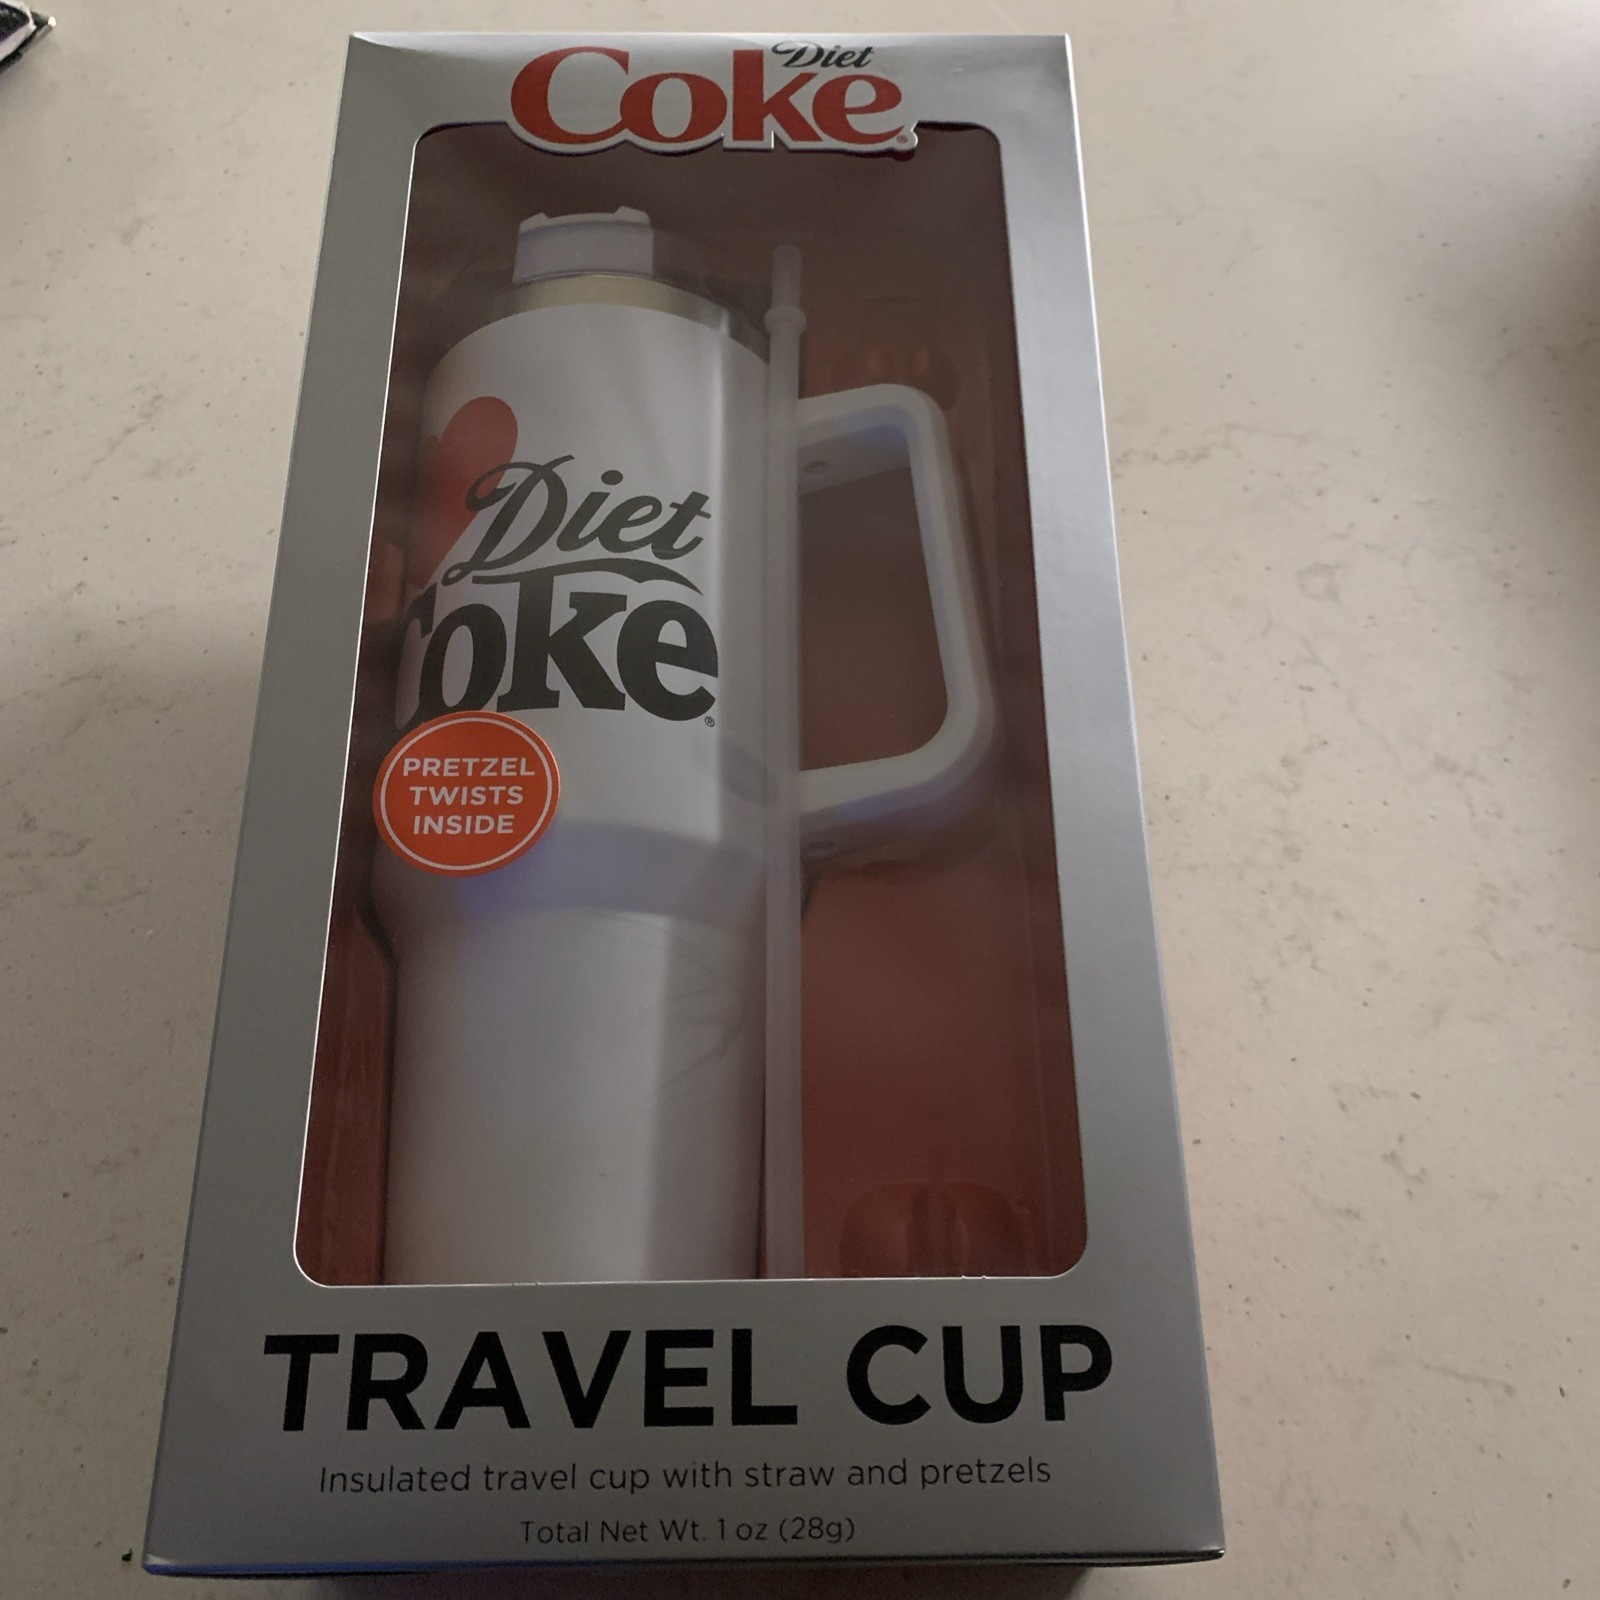 Diet
Coke®
Diet
Coke®
PRETZEL
TWISTS
INSIDE
TRAVEL CUP
Insulated travel cup with straw and pretzels
Total Net Wt. 1 oz (28g)